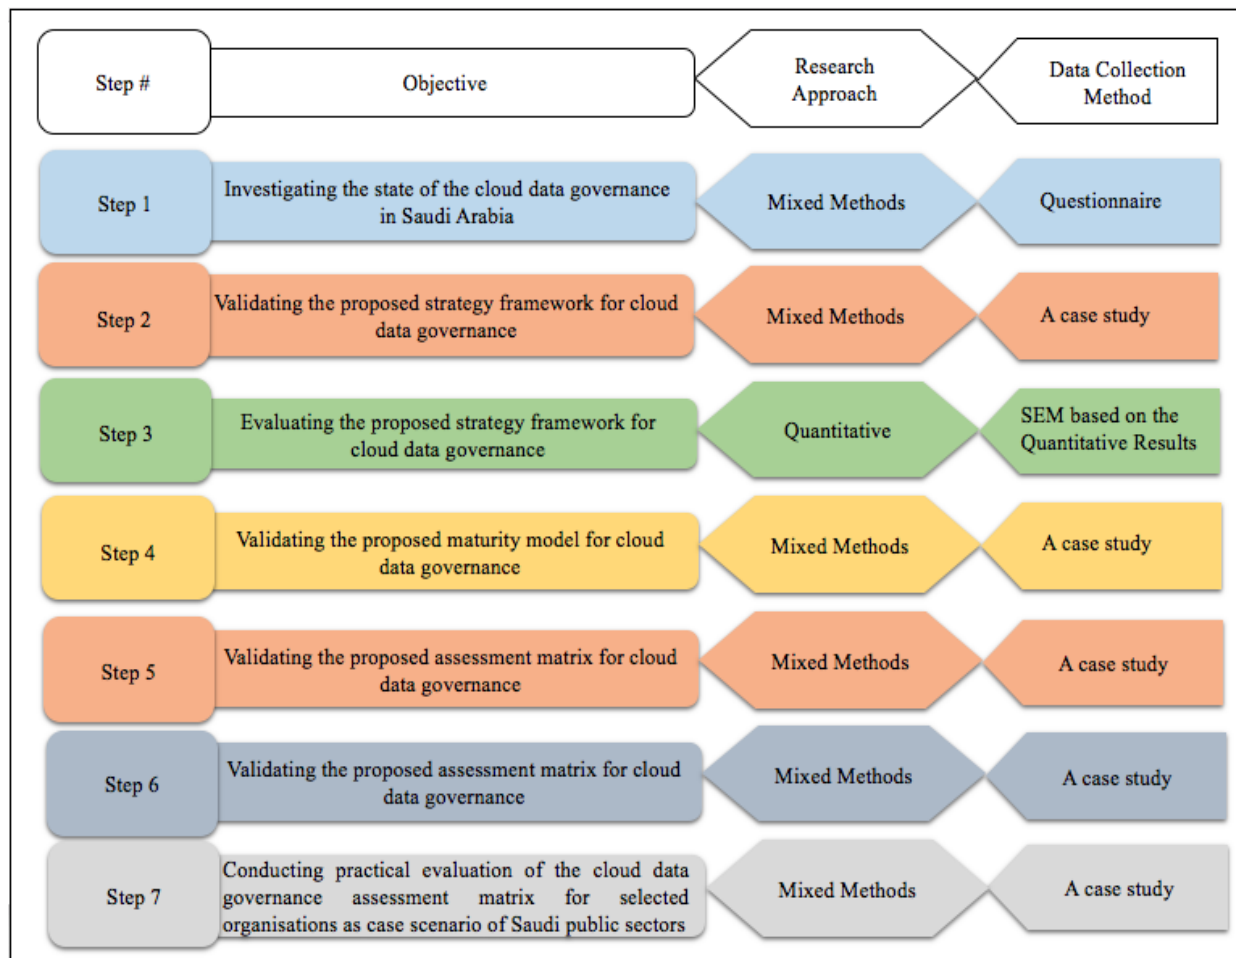 Step #
Objective
Research
Approach
Data Collection
Method
Step 1
Investigating the state of the cloud data governance
in Saudi Arabia
Mixed Methods
Questionnaire
Step 2
Validating the proposed strategy framework for cloud
data governance
Mixed Methods
A case study
Step 3
Evaluating the proposed strategy framework for
cloud data governance
Quantitative
SEM based on the
Quantitative Results
Step 4
Validating the proposed maturity model for cloud
data governance
Mixed Methods
A case study
Step 5
Validating the proposed assessment matrix for cloud
data governance
Mixed Methods
A case study
Step 6
Validating the proposed assessment matrix for cloud
data governance
Mixed Methods
A case study
Step 7
Conducting practical evaluation of the cloud data
governance assessment matrix for selected
organisations as case scenario of Saudi public sectors
Mixed Methods
A case study